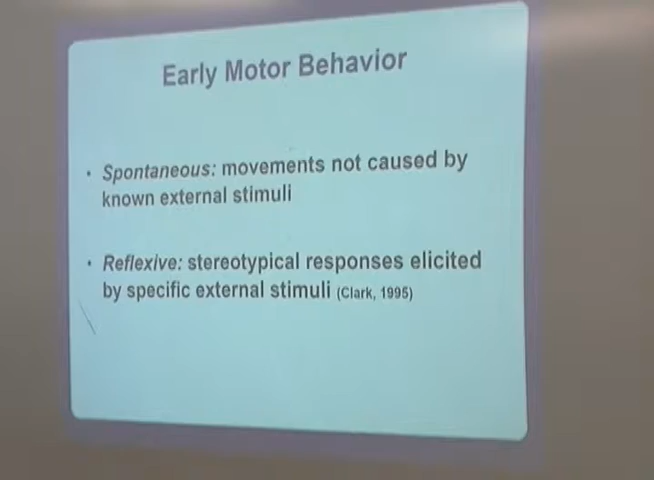 Early Motor Behavior
• Spontaneous: movements not caused by
known external stimuli
• Reflexive: stereotypical responses elicited
by specific external stimuli (Clark, 1995)